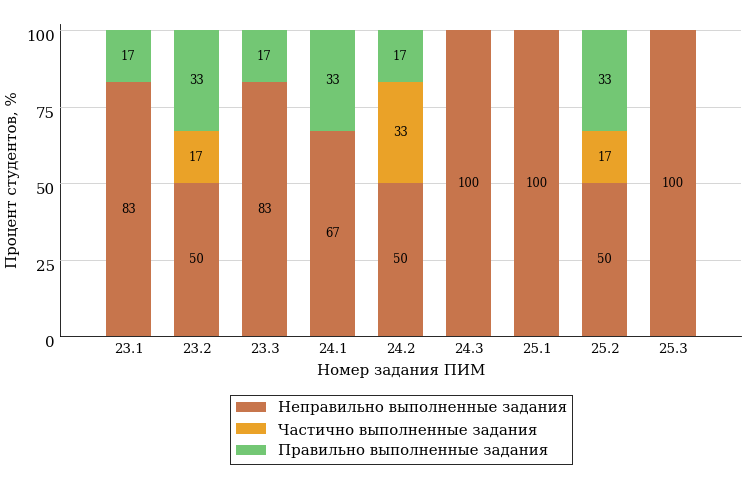 Процент студентов, %
100
75
50
25
0
17 33 17 33 17 33
33
17 17
83 83 67 100 100 100
50 50 50
23.1 23.2 23.3 24.1 24.2 24.3 25.1 25.2 25.3
Номер задания ПИМ
Неправильно выполненные задания
Частично выполненные задания
Правильно выполненные задания